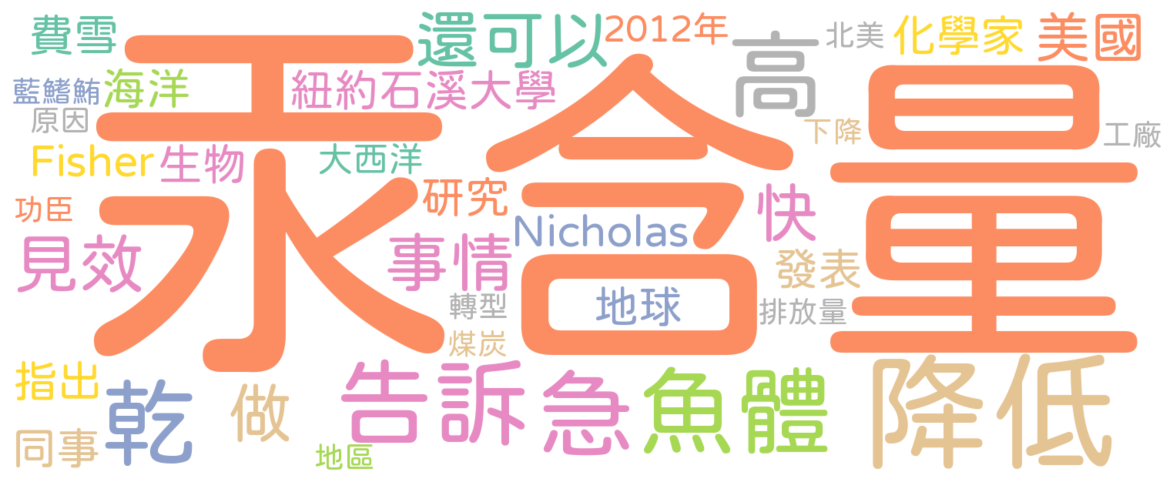 費雪
還可以
2012年
北美
化學家
美國
藍鰭鮪
海洋
紐約石溪大學
高
汞含量
原因
下降
工廠
Fisher
生物
大西洋
功臣
研究
快
Nicholas
見效
事情
發表
地球
轉型
排放量
煤炭
指出
乾
做
告訴
急
魚體
降低
同事
地區